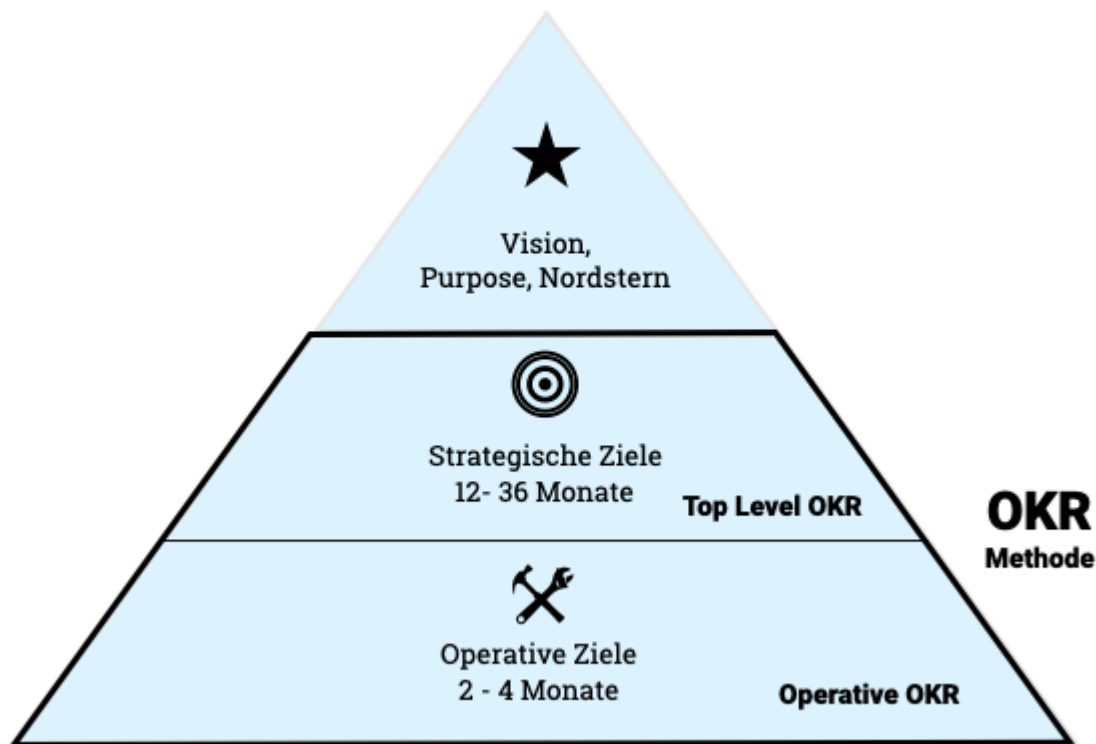 Vision,
Purpose, Nordstern
Strategische Ziele
12- 36 Monate
Top Level OKR
OKR
Methode
Operative Ziele
2 - 4 Monate
Operative OKR